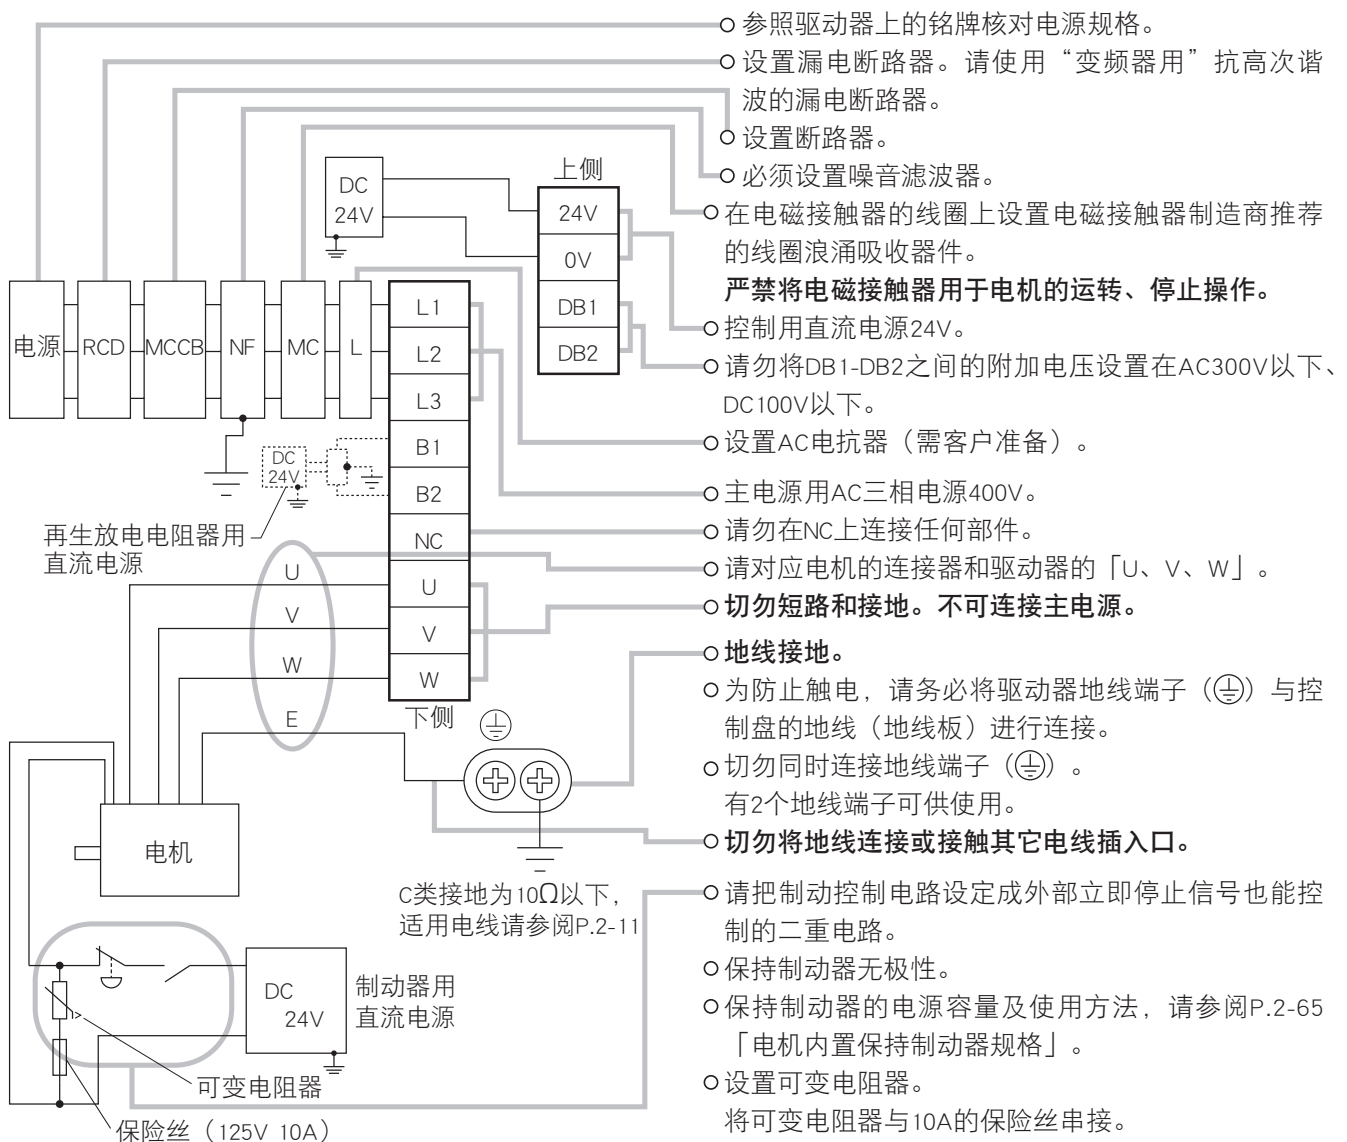 参照驱动器上的铭牌核对电源规格。
设置漏电断路器。请使用“变频器用”抗高次谐
波的漏电断路器。
设置断路器。
必须设置噪音滤波器。
在电磁接触器的线圈上设置电磁接触器制造商推荐
的线圈浪涌吸收器件。
严禁将电磁接触器用于电机的运转、停止操作。
控制用直流电源24V。
请勿将DB1-DB2之间的附加电压设置在AC300V以下、
DC100V以下。
设置AC电抗器（需客户准备）。
主电源用AC三相电源400V。
请勿在NC上连接任何部件。
请对应电机的连接器和驱动器的「U、V、W」。
切勿短路和接地。不可连接主电源。
地线接地。
为防止触电，请务必将驱动器地线端子（⏚）与控
制盘的地线（地线板）进行连接。
切勿同时连接地线端子（⏚）。
有2个地线端子可供使用。
切勿将地线连接或接触其它电线插入口。
请把制动控制电路设定成外部立即停止信号也能控
制的二重电路。
保持制动器无极性。
保持制动器的电源容量及使用方法，请参阅P.2-65
「电机内置保持制动器规格」。
设置可变电阻器。
将可变电阻器与10A的保险丝串接。
DC
24V
上侧
24V
0V
DB1
DB2
电源
RCD
MCCB
NF
MC
L
L1
L2
L3
B1
B2
NC
U
V
W
下侧
DC
24V
再生放电电阻器用
直流电源
U
V
W
E
电机
C类接地为10Ω以下，
适用电线请参阅P.2-11
DC
24V
制动器用
直流电源
可变电阻器
保险丝（125V 10A）